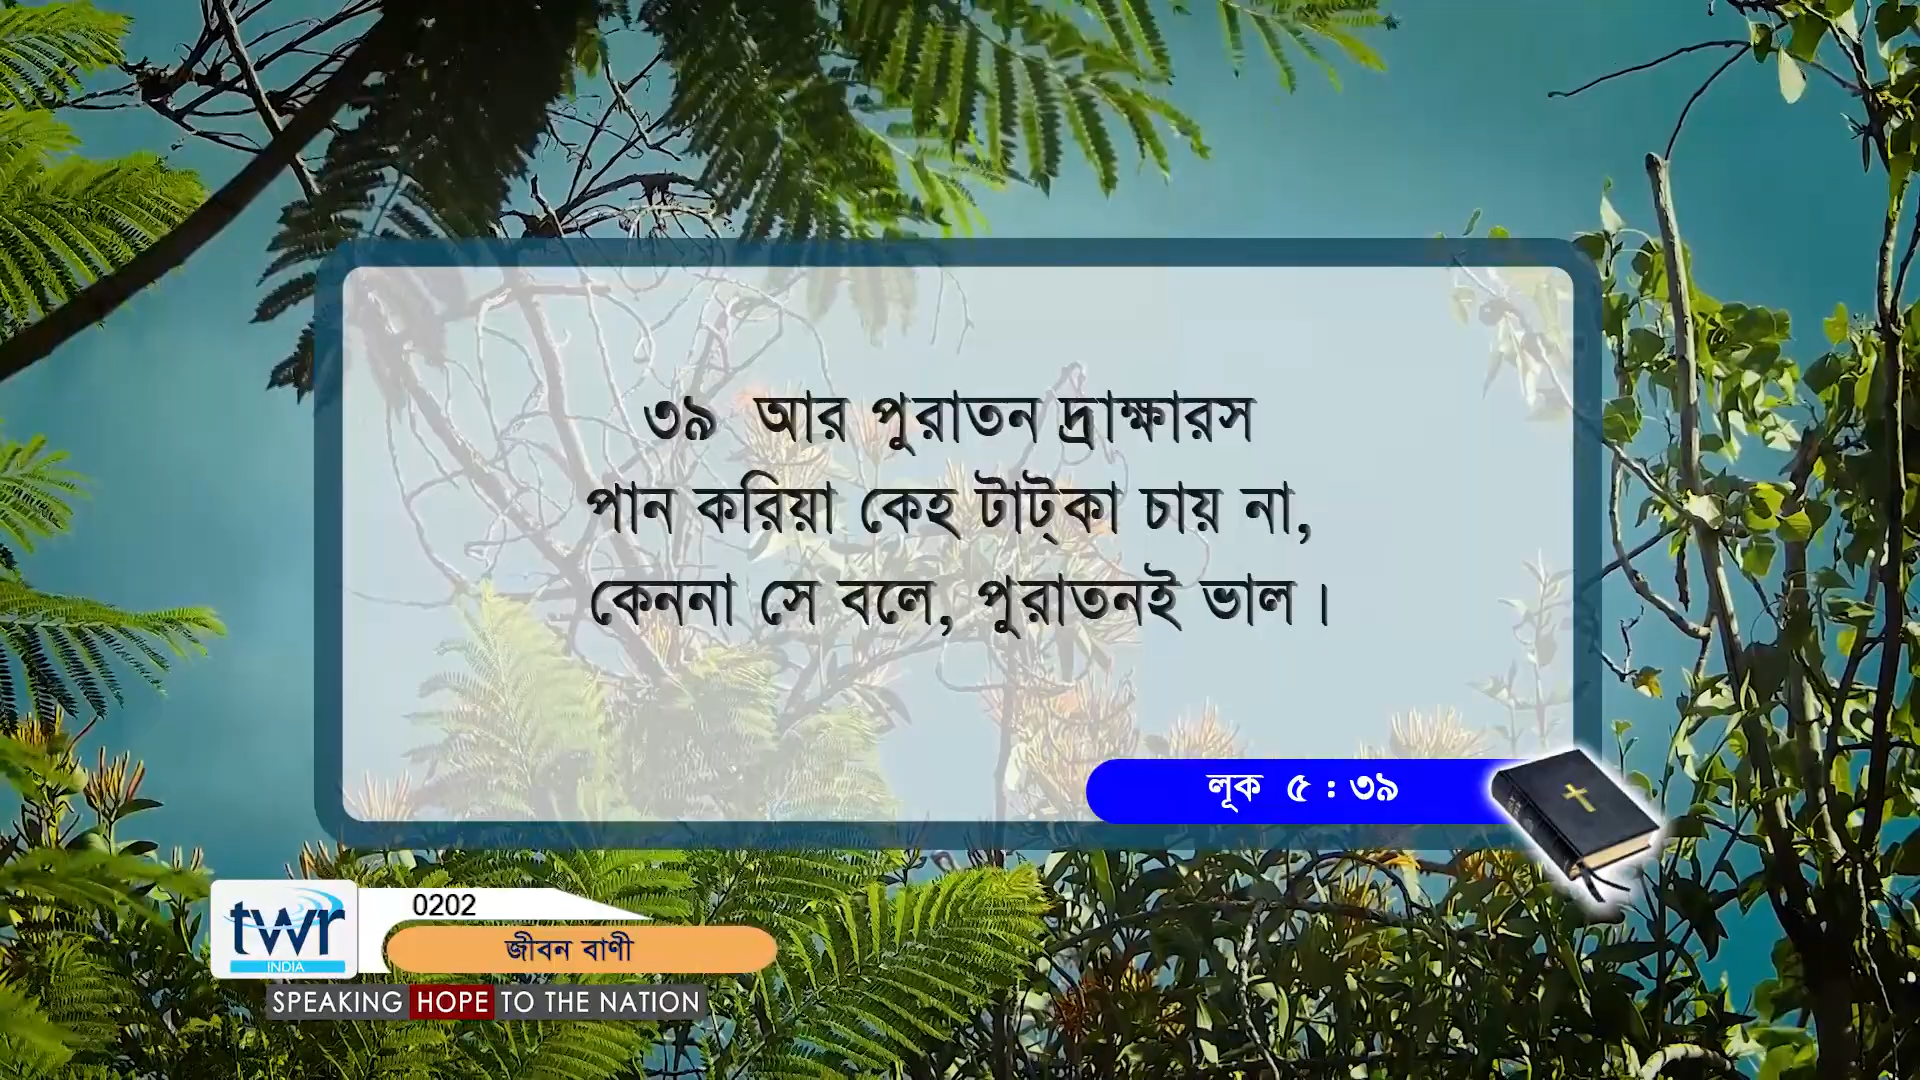 ৩৯ আর পুরাতন দ্রাক্ষারস
পান করিয়া কেহ টাট্‌কা চায় না,
কেননা সে বলে, পুরাতনই ভাল।
লূক ৫ : ৩৯
0202
twr
INDIA
জীবন বাণী
SPEAKING HOPE TO THE NATION